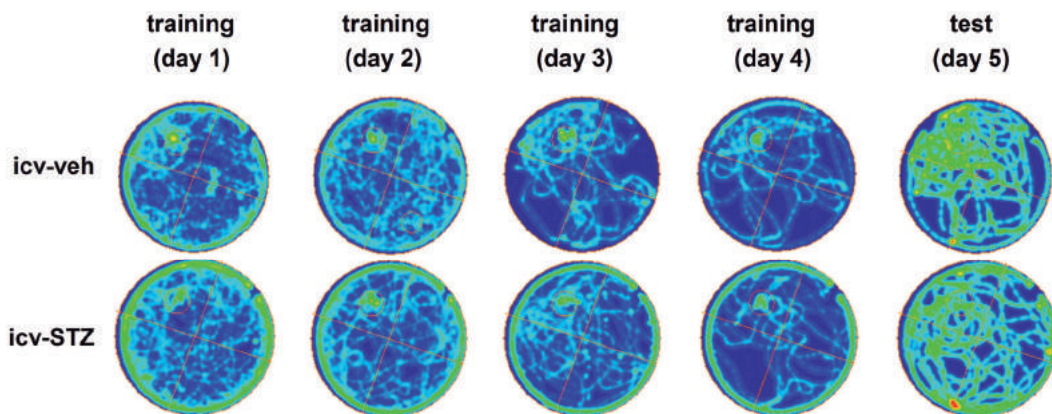 training training training training test
(day 1) (day 2) (day 3) (day 4) (day 5)
icv-veh
icv-STZ